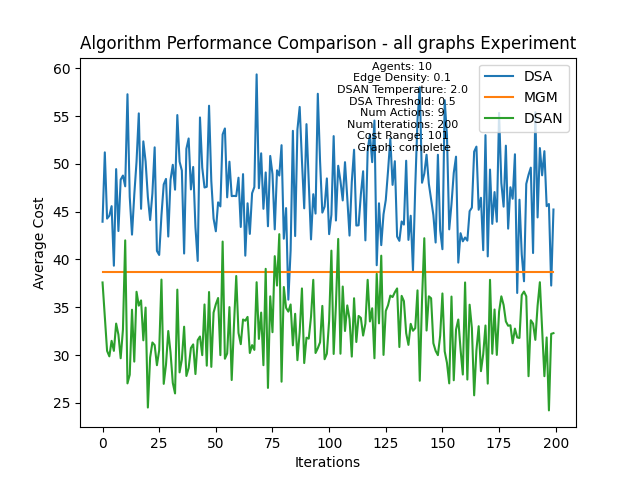 Algorithm Performance Comparison - all graphs Experiment
Agents: 10
Edge Density: 0.1
DSAN Temperature: 2.0
DSA Threshold: 0.5
Num Actions: 9
Num Iterations: 200
Cost Range: 101
Graph: complete
DSA
MGM
DSAN
Average Cost
60
55
50
45
40
35
30
25
0
25
50
75
100
125
150
175
200
Iterations